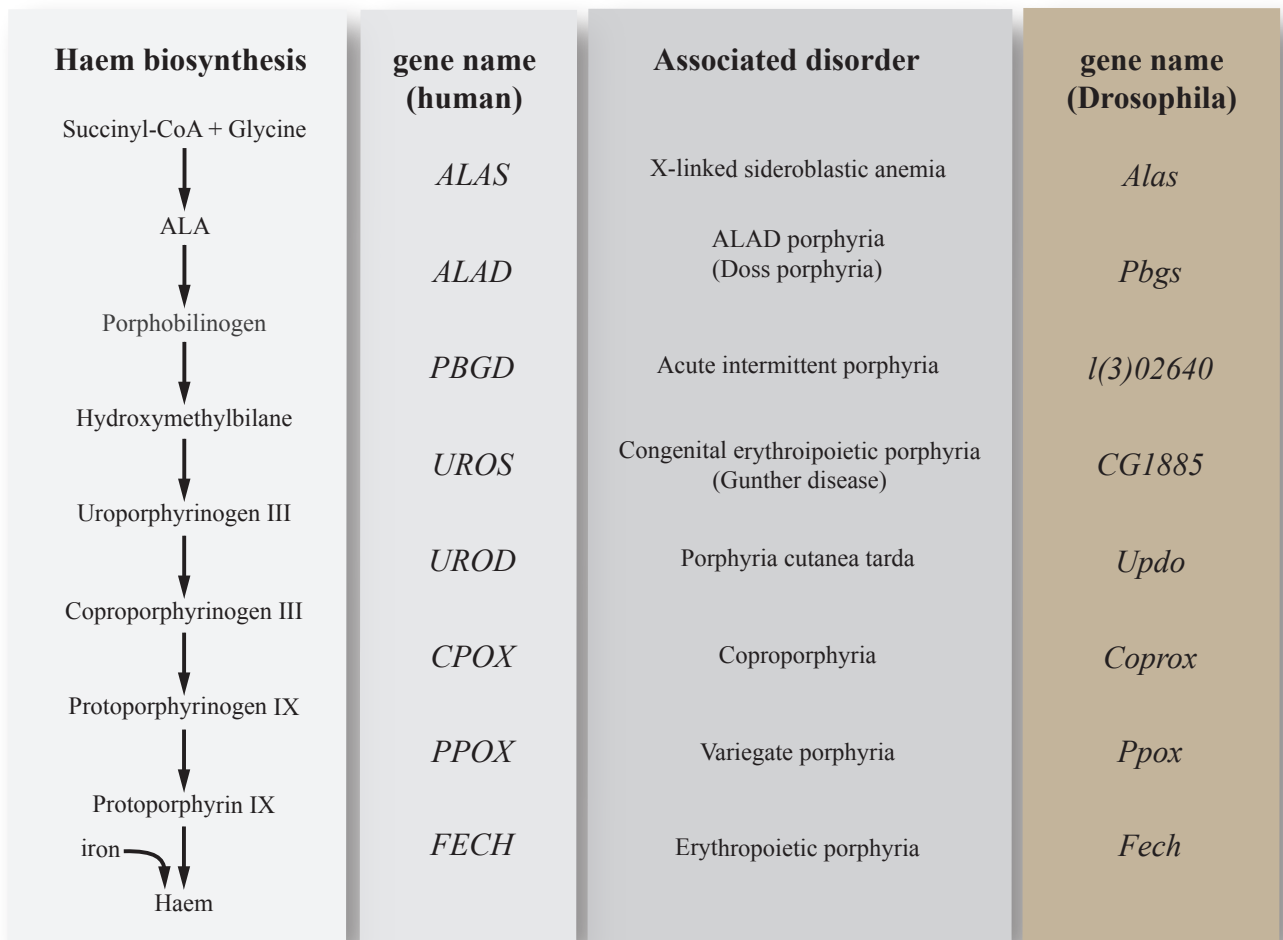 Haem biosynthesis
gene name
(human)
Associated disorder
gene name
(Drosophila)
Succinyl-CoA + Glycine
ALAS
X-linked sideroblastic anemia
Alas
ALA
ALAD
ALAD porphyria
(Doss porphyria)
Pbgs
Porphobilinogen
PBGD
Acute intermittent porphyria
l(3)02640
Hydroxymethylbilane
UROS
Congenital erythroipoietic porphyria
(Gunther disease)
CG1885
Uroporphyrinogen III
UROD
Porphyria cutanea tarda
Updo
Coproporphyrinogen III
CPOX
Coproporphyria
Coprox
Protoporphyrinogen IX
PPOX
Variegate porphyria
Ppox
Protoporphyrin IX
iron
FECH
Erythropoietic porphyria
Fech
Haem